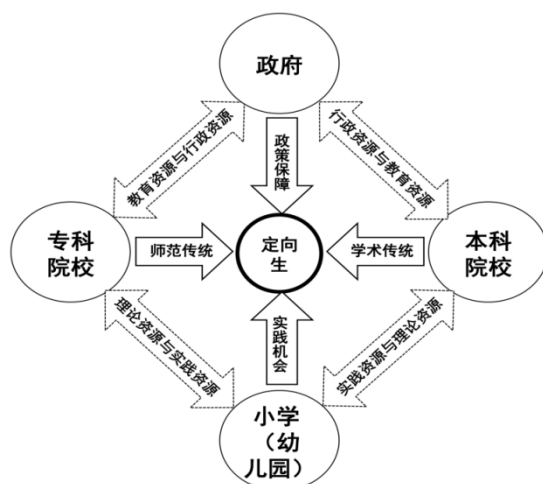 政府
教育资源与行政资源
行政资源与教育资源
政策保障
专科
院校
师范传统
定向
生
学术传统
本科
院校
理论资源与实践资源
实践机会
实践资源与理论资源
小学
（幼
儿园）